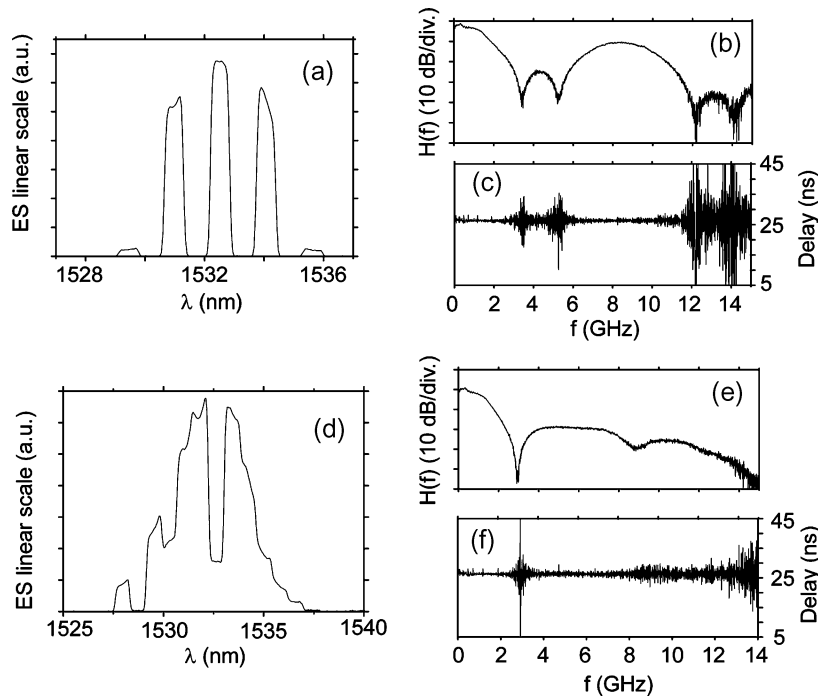 ES linear scale (a.u.)
(a)
1528 1532 1536
λ (nm)
H(f) (10 dB/div.)
(b)
(c)
45
25
5
Delay (ns)
0 2 4 6 8 10 12 14
f (GHz)
ES linear scale (a.u.)
(d)
1525 1530 1535 1540
λ (nm)
H(f) (10 dB/div.)
(e)
(f)
45
25
5
Delay (ns)
0 2 4 6 8 10 12 14
f (GHz)